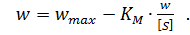 w = w_max − K_M · w/[S] .